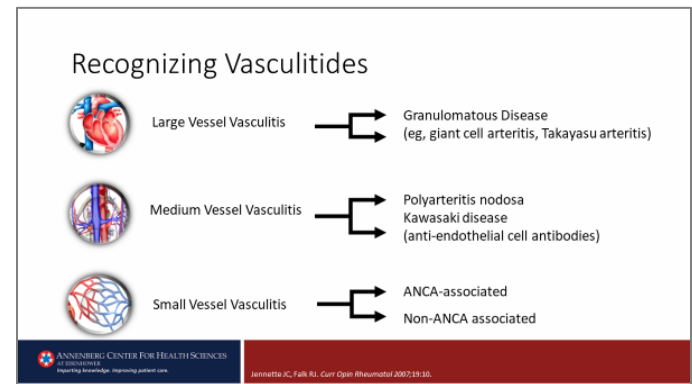 Recognizing Vasculitides
Large Vessel Vasculitis
Granulomatous Disease
(eg, giant cell arteritis, Takayasu arteritis)
Medium Vessel Vasculitis
Polyarteritis nodosa
Kawasaki disease
(anti-endothelial cell antibodies)
Small Vessel Vasculitis
ANCA-associated
Non-ANCA associated
ANNENBERG CENTER FOR HEALTH SCIENCES
AT EISENHOWER
Imparting knowledge. Improving patient care.
Jennette JC, Falk RJ. Curr Opin Rheumatol 2007;19:10.